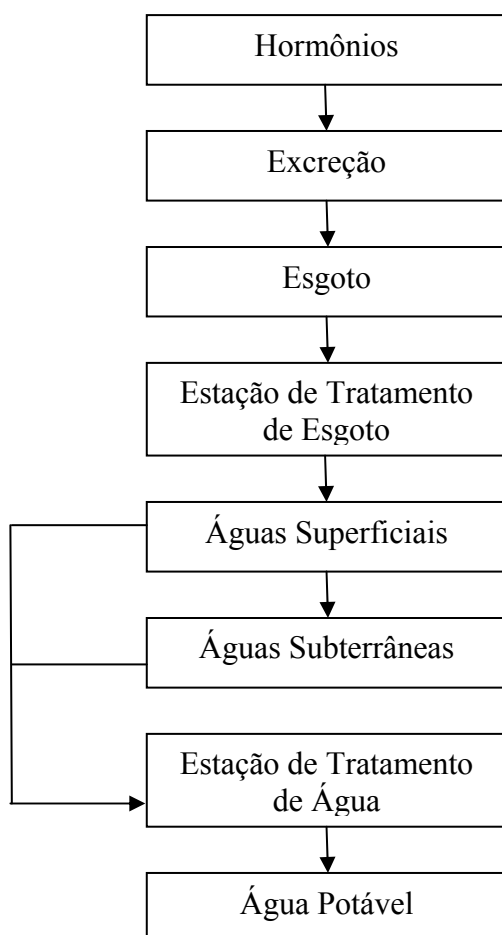 Hormônios
Excreção
Esgoto
Estação de Tratamento
de Esgoto
Águas Superficiais
Águas Subterrâneas
Estação de Tratamento
de Água
Água Potável